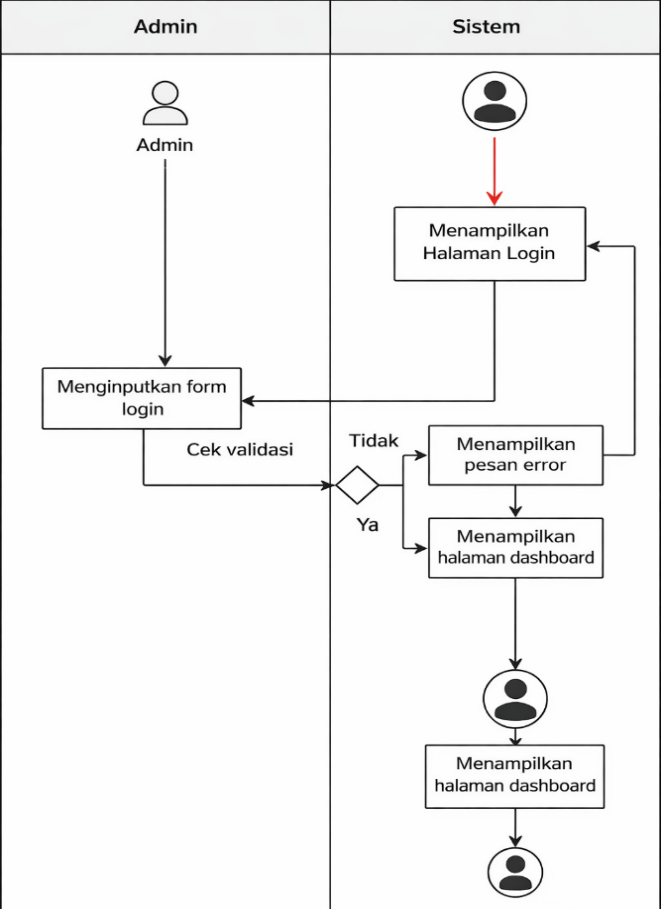 Admin
Sistem
Admin
Menampilkan
Halaman Login
Menginputkan form
login
Cek validasi
Tidak
Ya
Menampilkan
pesan error
Menampilkan
halaman dashboard
Menampilkan
halaman dashboard